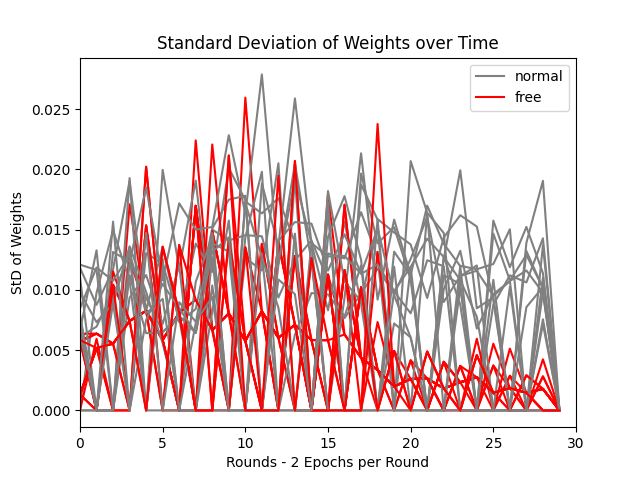 Standard Deviation of Weights over Time
normal
free
StD of Weights
0.025
0.020
0.015
0.010
0.005
0.000
0 5 10 15 20 25 30
Rounds - 2 Epochs per Round